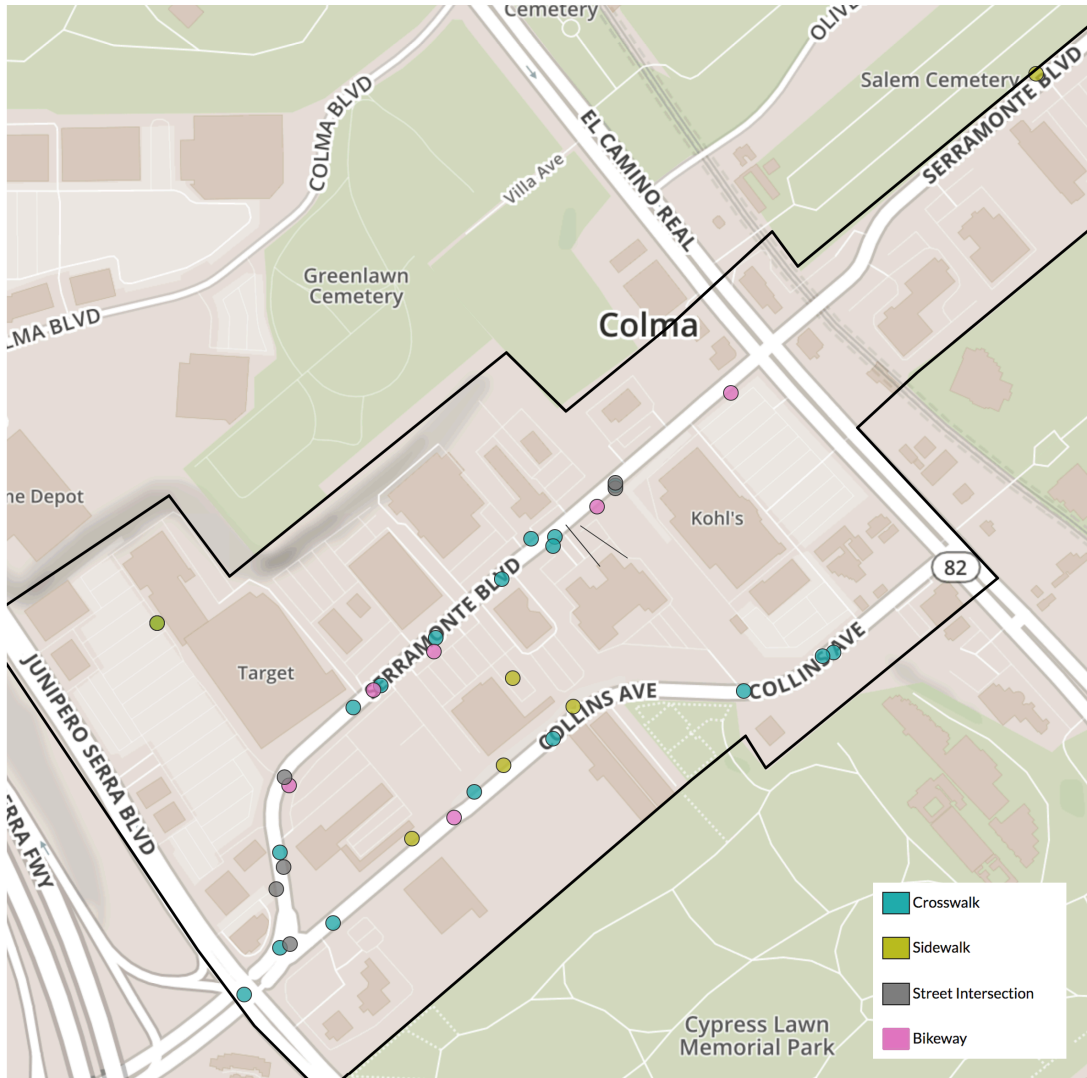 Cemetery
OLIVE
COLMA BLVD
Salem Cemetery
SERRAMONTE BLVD
EL CAMINO REAL
Villa Ave
Greenlawn
Cemetery
LMA BLVD
Colma
ne Depot
Kohl's
82
SERRAMONTE BLVD
COLLINS AVE
Target
COLLINS AVE
JUNIPERO SERRA BLVD
ERRA FWY
Crosswalk
Sidewalk
Street Intersection
Bikeway
Cypress Lawn
Memorial Park